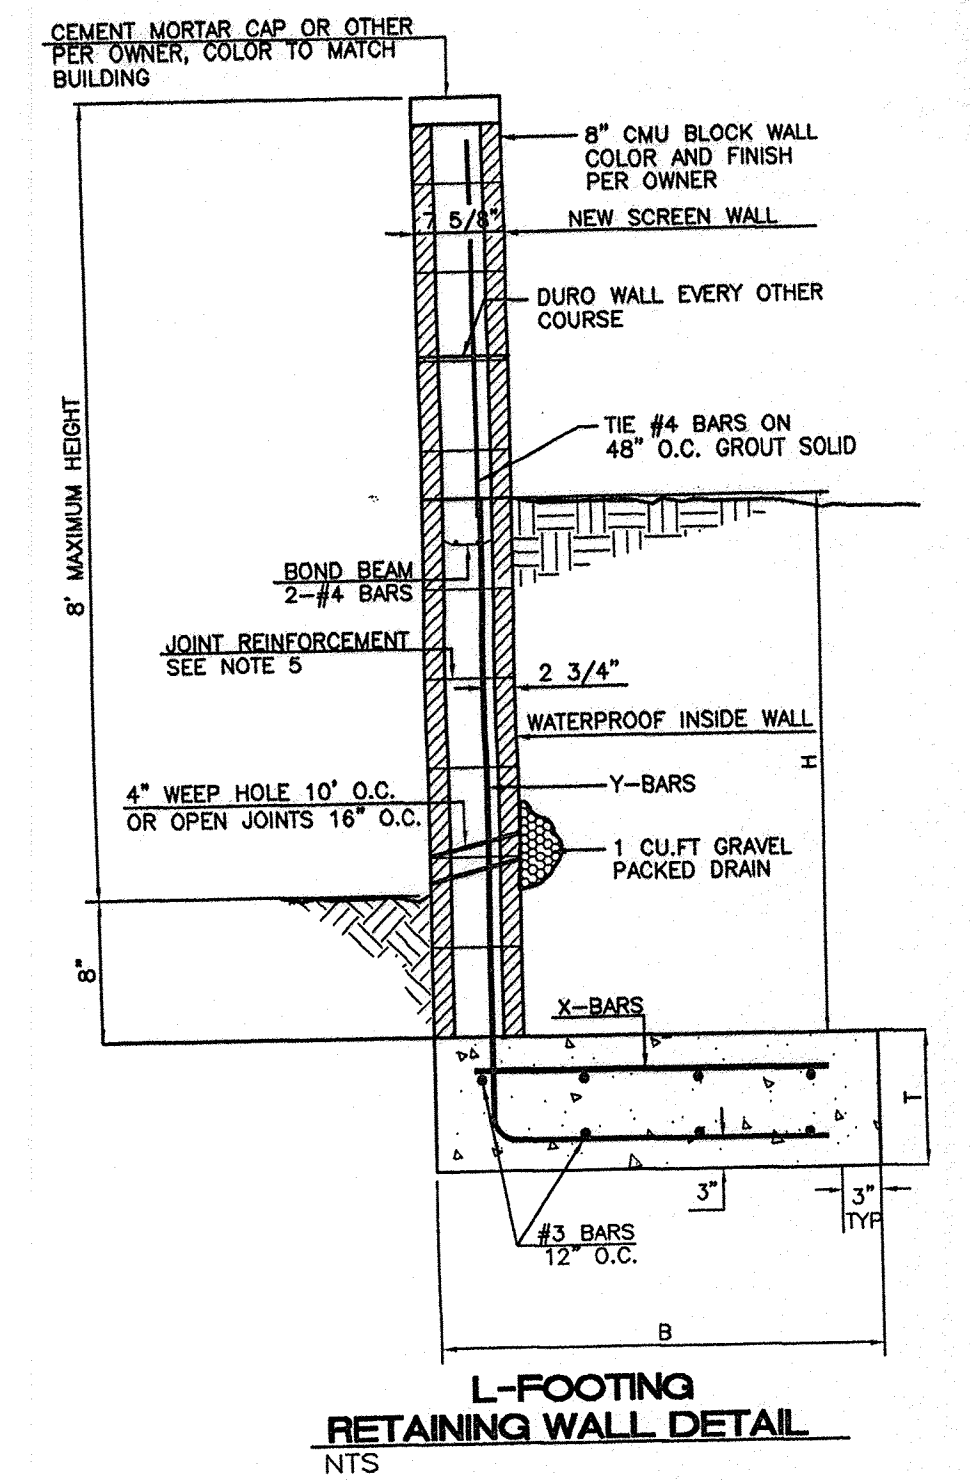 CEMENT MORTAR CAP OR OTHER
PER OWNER, COLOR TO MATCH
BUILDING
8" CMU BLOCK WALL
COLOR AND FINISH
PER OWNER
7 5/8"
NEW SCREEN WALL
DURO WALL EVERY OTHER
COURSE
8' MAXIMUM HEIGHT
TIE #4 BARS ON
48" O.C. GROUT SOLID
BOND BEAM
2-#4 BARS
JOINT REINFORCEMENT
SEE NOTE 5
2 3/4"
WATERPROOF INSIDE WALL
H
Y-BARS
4" WEEP HOLE 10' O.C.
OR OPEN JOINTS 16" O.C.
1 CU.FT GRAVEL
PACKED DRAIN
8"
X-BARS
T
3"
3"
TYP
#3 BARS
12" O.C.
B
L-FOOTING
RETAINING WALL DETAIL
NTS